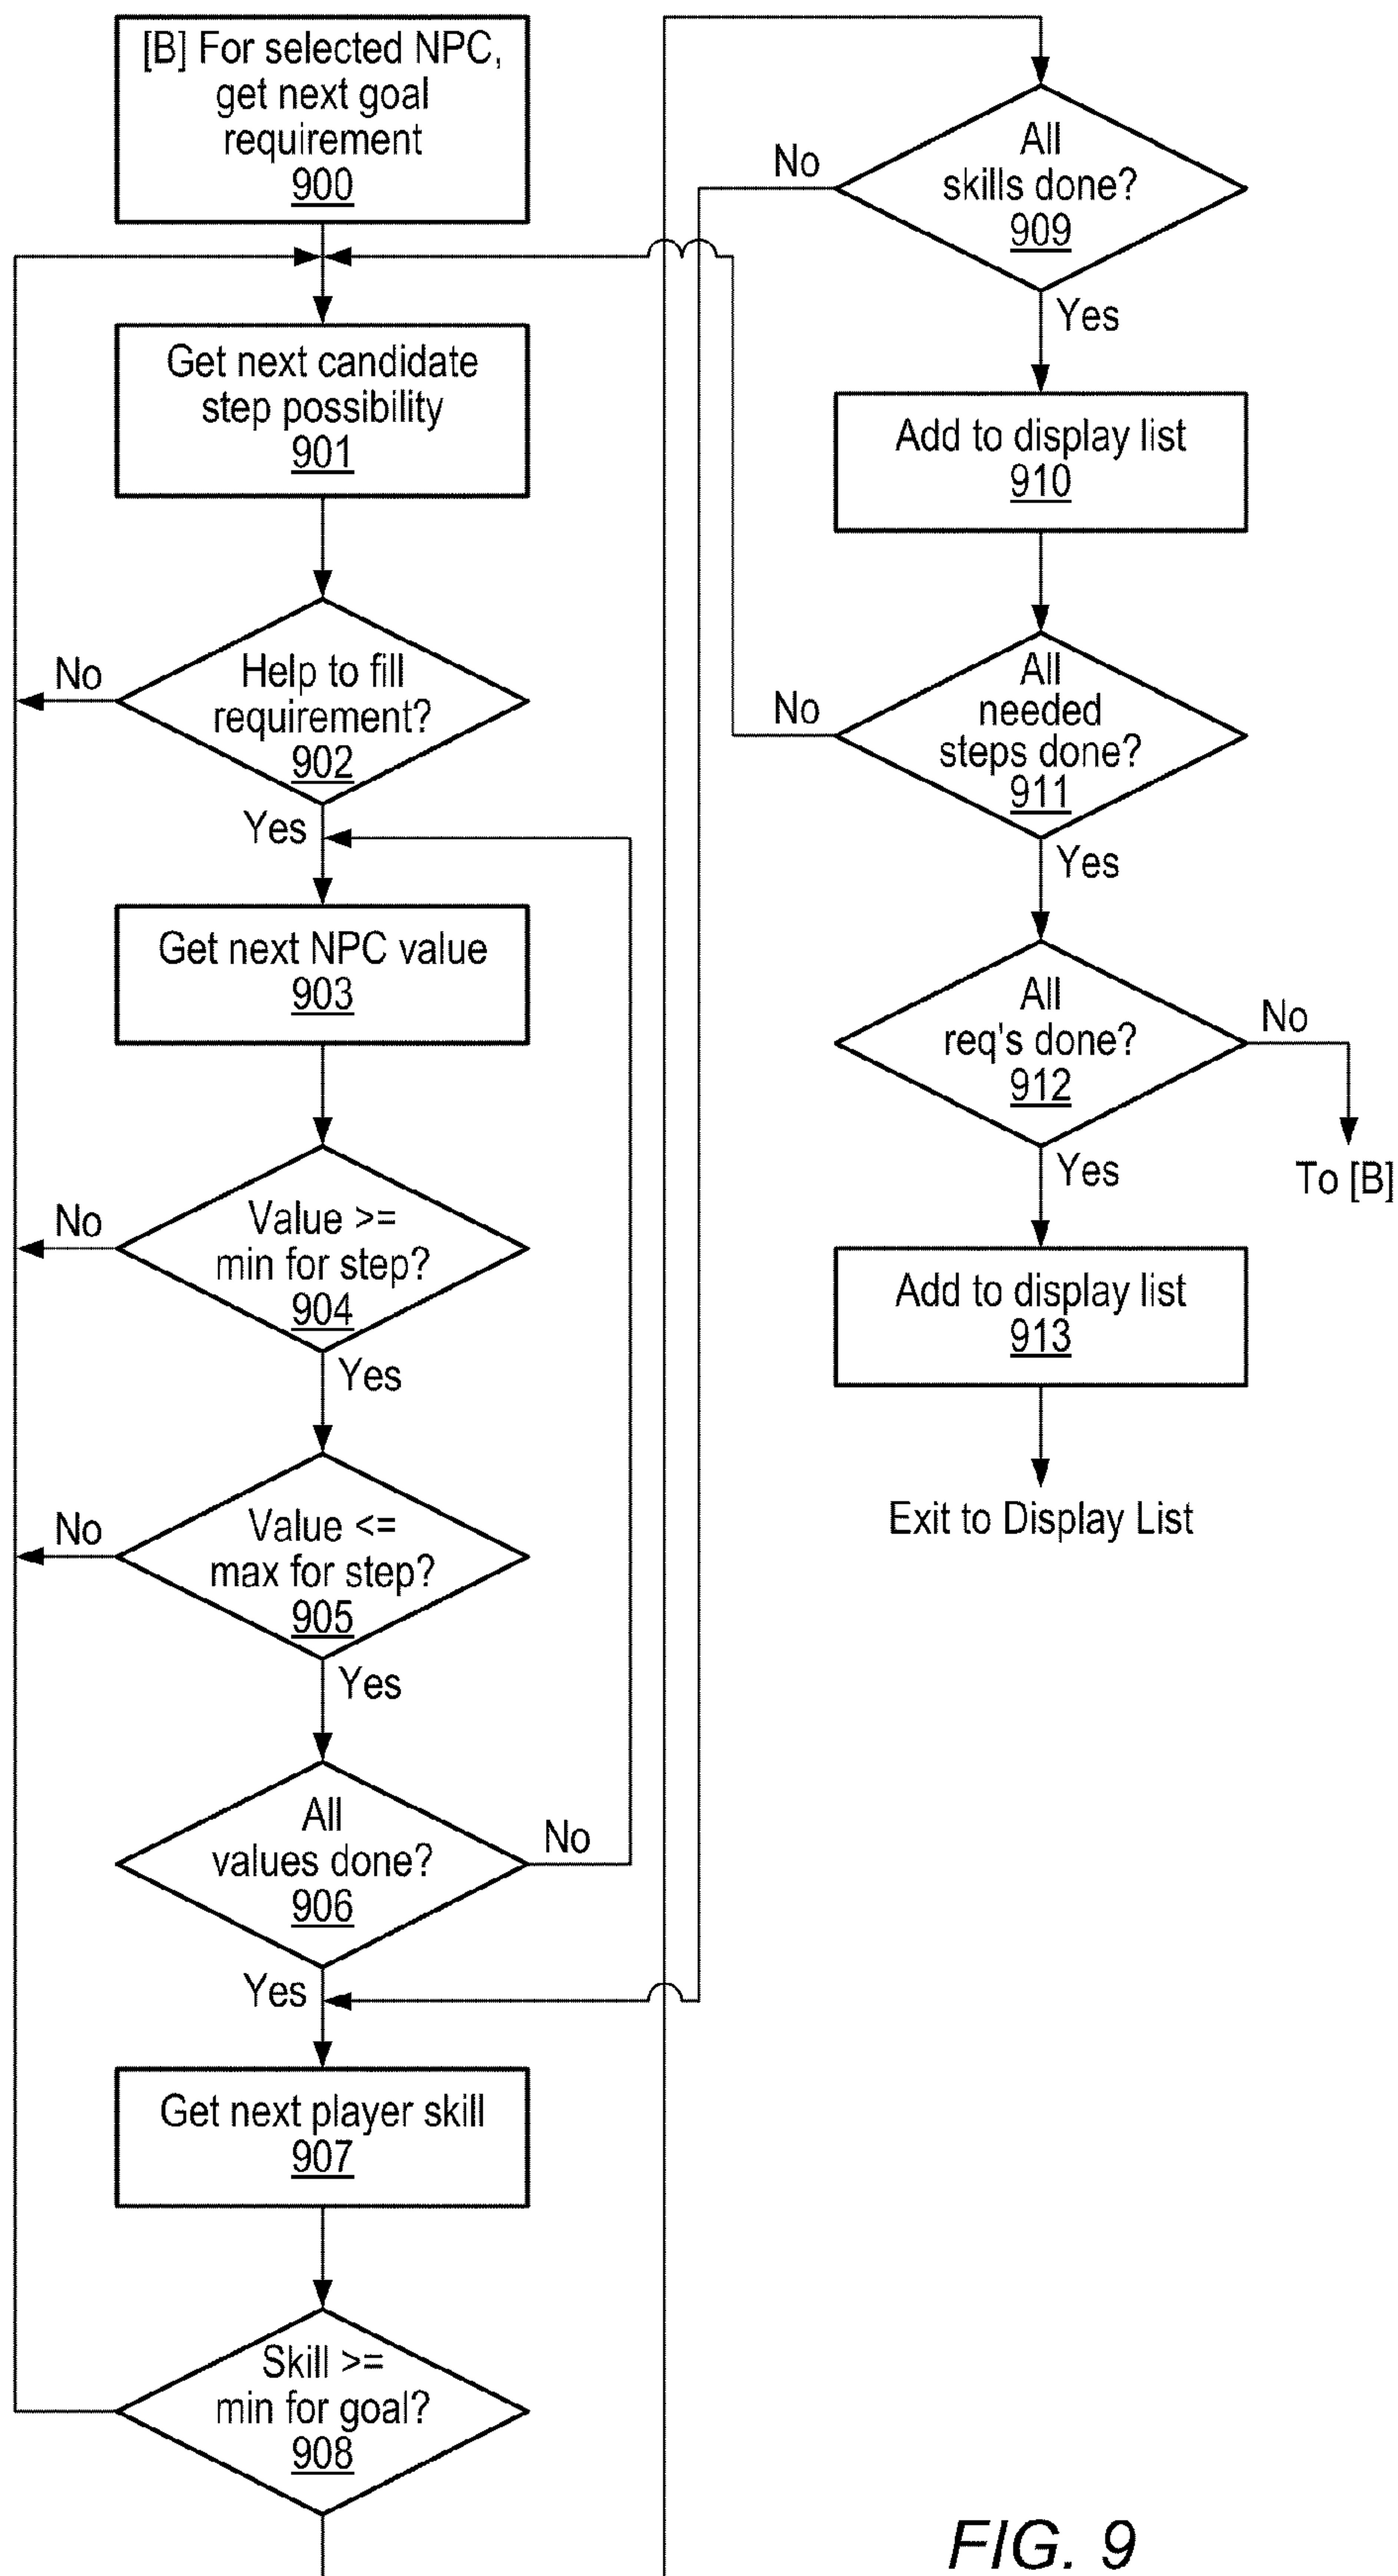 [B] For selected NPC,
get next goal
requirement
900
Get next candidate
step possibility
901
No
Help to fill
requirement?
902
Yes
Get next NPC value
903
No
Value >=
min for step?
904
Yes
No
Value <=
max for step?
905
Yes
All
values done?
906
No
Yes
Get next player skill
907
Skill >=
min for goal?
908
No
All
skills done?
909
Yes
Add to display list
910
No
All
needed
steps done?
911
Yes
All
req's done?
912
No
To [B]
Yes
Add to display list
913
Exit to Display List
FIG. 9